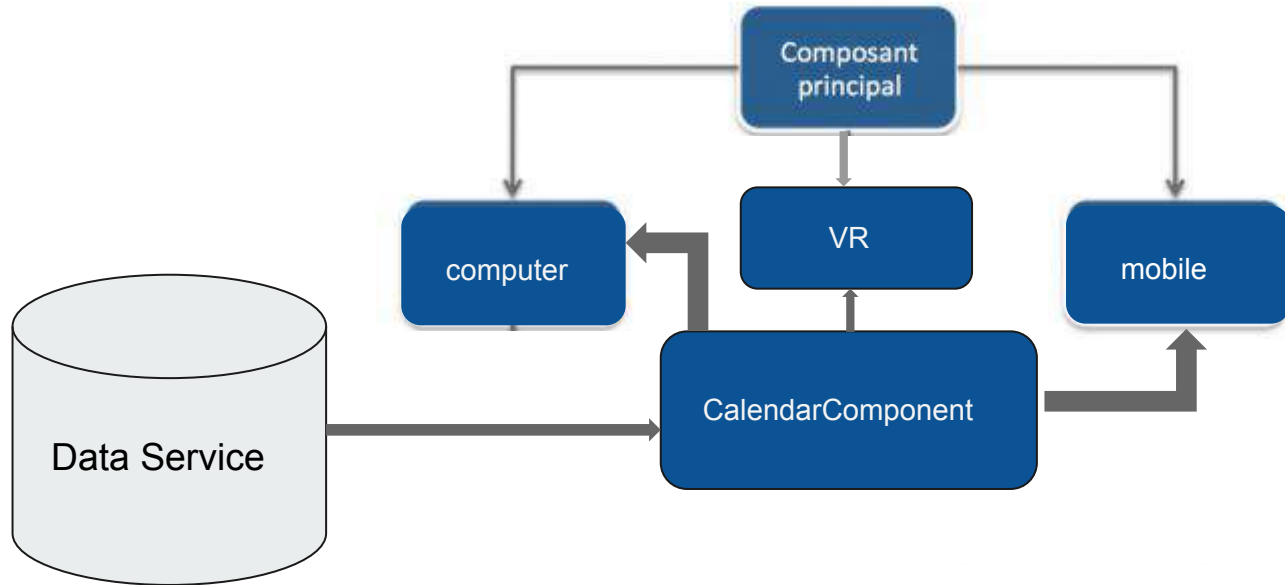 Composant
principal
VR
computer
mobile
CalendarComponent
Data Service